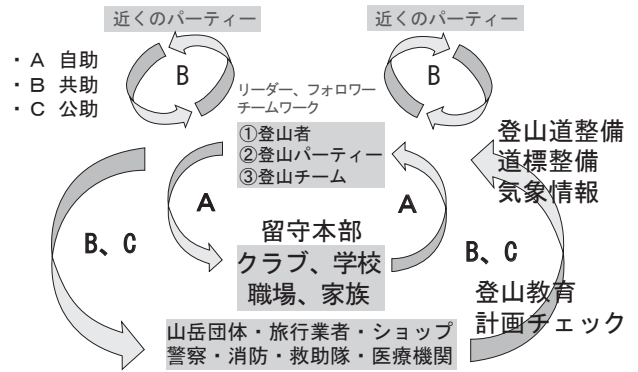 近くのパーティー
近くのパーティー
・A 自助
・B 共助
・C 公助
B
B
リーダー、フォロワー
チームワーク
①登山者
②登山パーティー
③登山チーム
A
A
留守本部
クラブ、学校
職場、家族
B、C
B、C
登山道整備
道標整備
気象情報
登山教育
計画チェック
山岳団体・旅行業者・ショップ
警察・消防・救助隊・医療機関